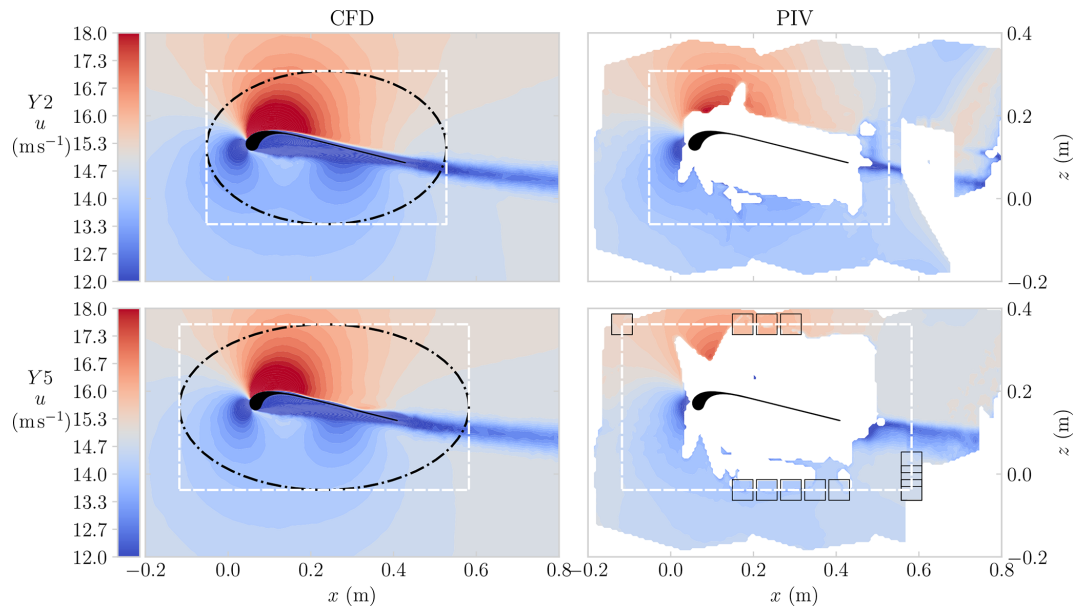 CFD PIV
18.0 0.4
17.3
16.7
Y2
16.0 0.2
u
15.3
(m s−1)
14.7
14.0 0.0
13.3
12.7
12.0 −0.2
z (m)
18.0 0.4
17.3
16.7
Y5
16.0 0.2
u
15.3
(m s−1)
14.7
14.0 0.0
13.3
12.7
12.0 −0.2
z (m)
−0.2 0.0 0.2 0.4 0.6 0.8 −0.2 0.0 0.2 0.4 0.6 0.8
x (m) x (m)